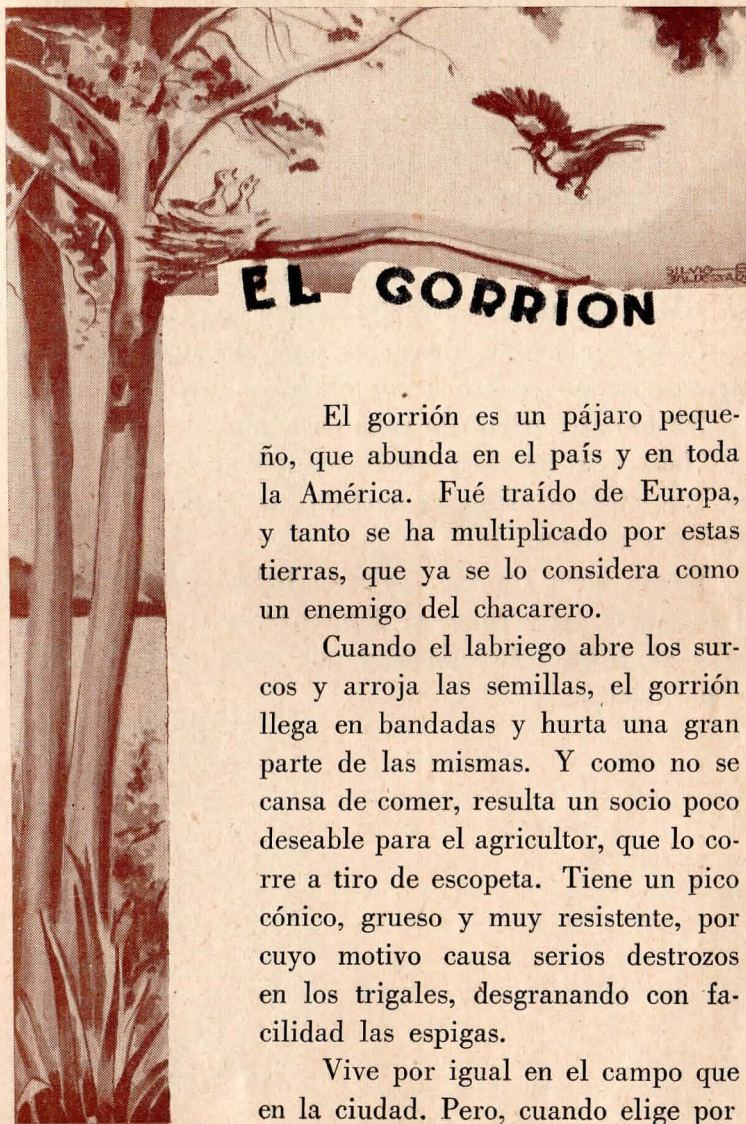 SILVIO
BALDESSARI
EL GORRION
El gorrión es un pájaro peque-
ño, que abunda en el país y en toda
la América. Fué traído de Europa,
y tanto se ha multiplicado por estas
tierras, que ya se lo considera como
un enemigo del chacarero.
Cuando el labriego abre los sur-
cos y arroja las semillas, el gorrión
llega en bandadas y hurta una gran
parte de las mismas. Y como no se
cansa de comer, resulta un socio poco
deseable para el agricultor, que lo co-
rre a tiro de escopeta. Tiene un pico
cónico, grueso y muy resistente, por
cuyo motivo causa serios destrozos
en los trigales, desgranando con fa-
cilidad las espigas.
Vive por igual en el campo que
en la ciudad. Pero, cuando elige por